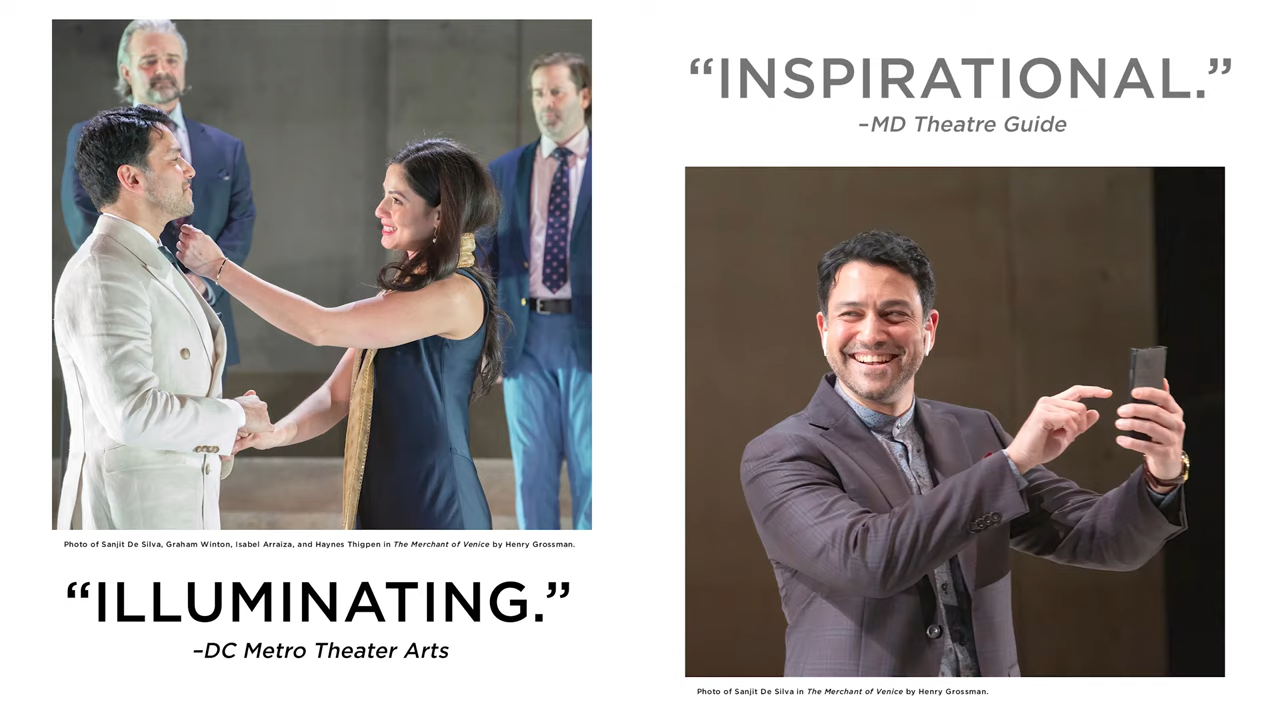 Photo of Sanjit De Silva, Graham Winton, Isabel Arraiza, and Haynes Thigpen in The Merchant of Venice by Henry Grossman.
“ILLUMINATING.”
–DC Metro Theater Arts
“INSPIRATIONAL.”
–MD Theatre Guide
Photo of Sanjit De Silva in The Merchant of Venice by Henry Grossman.